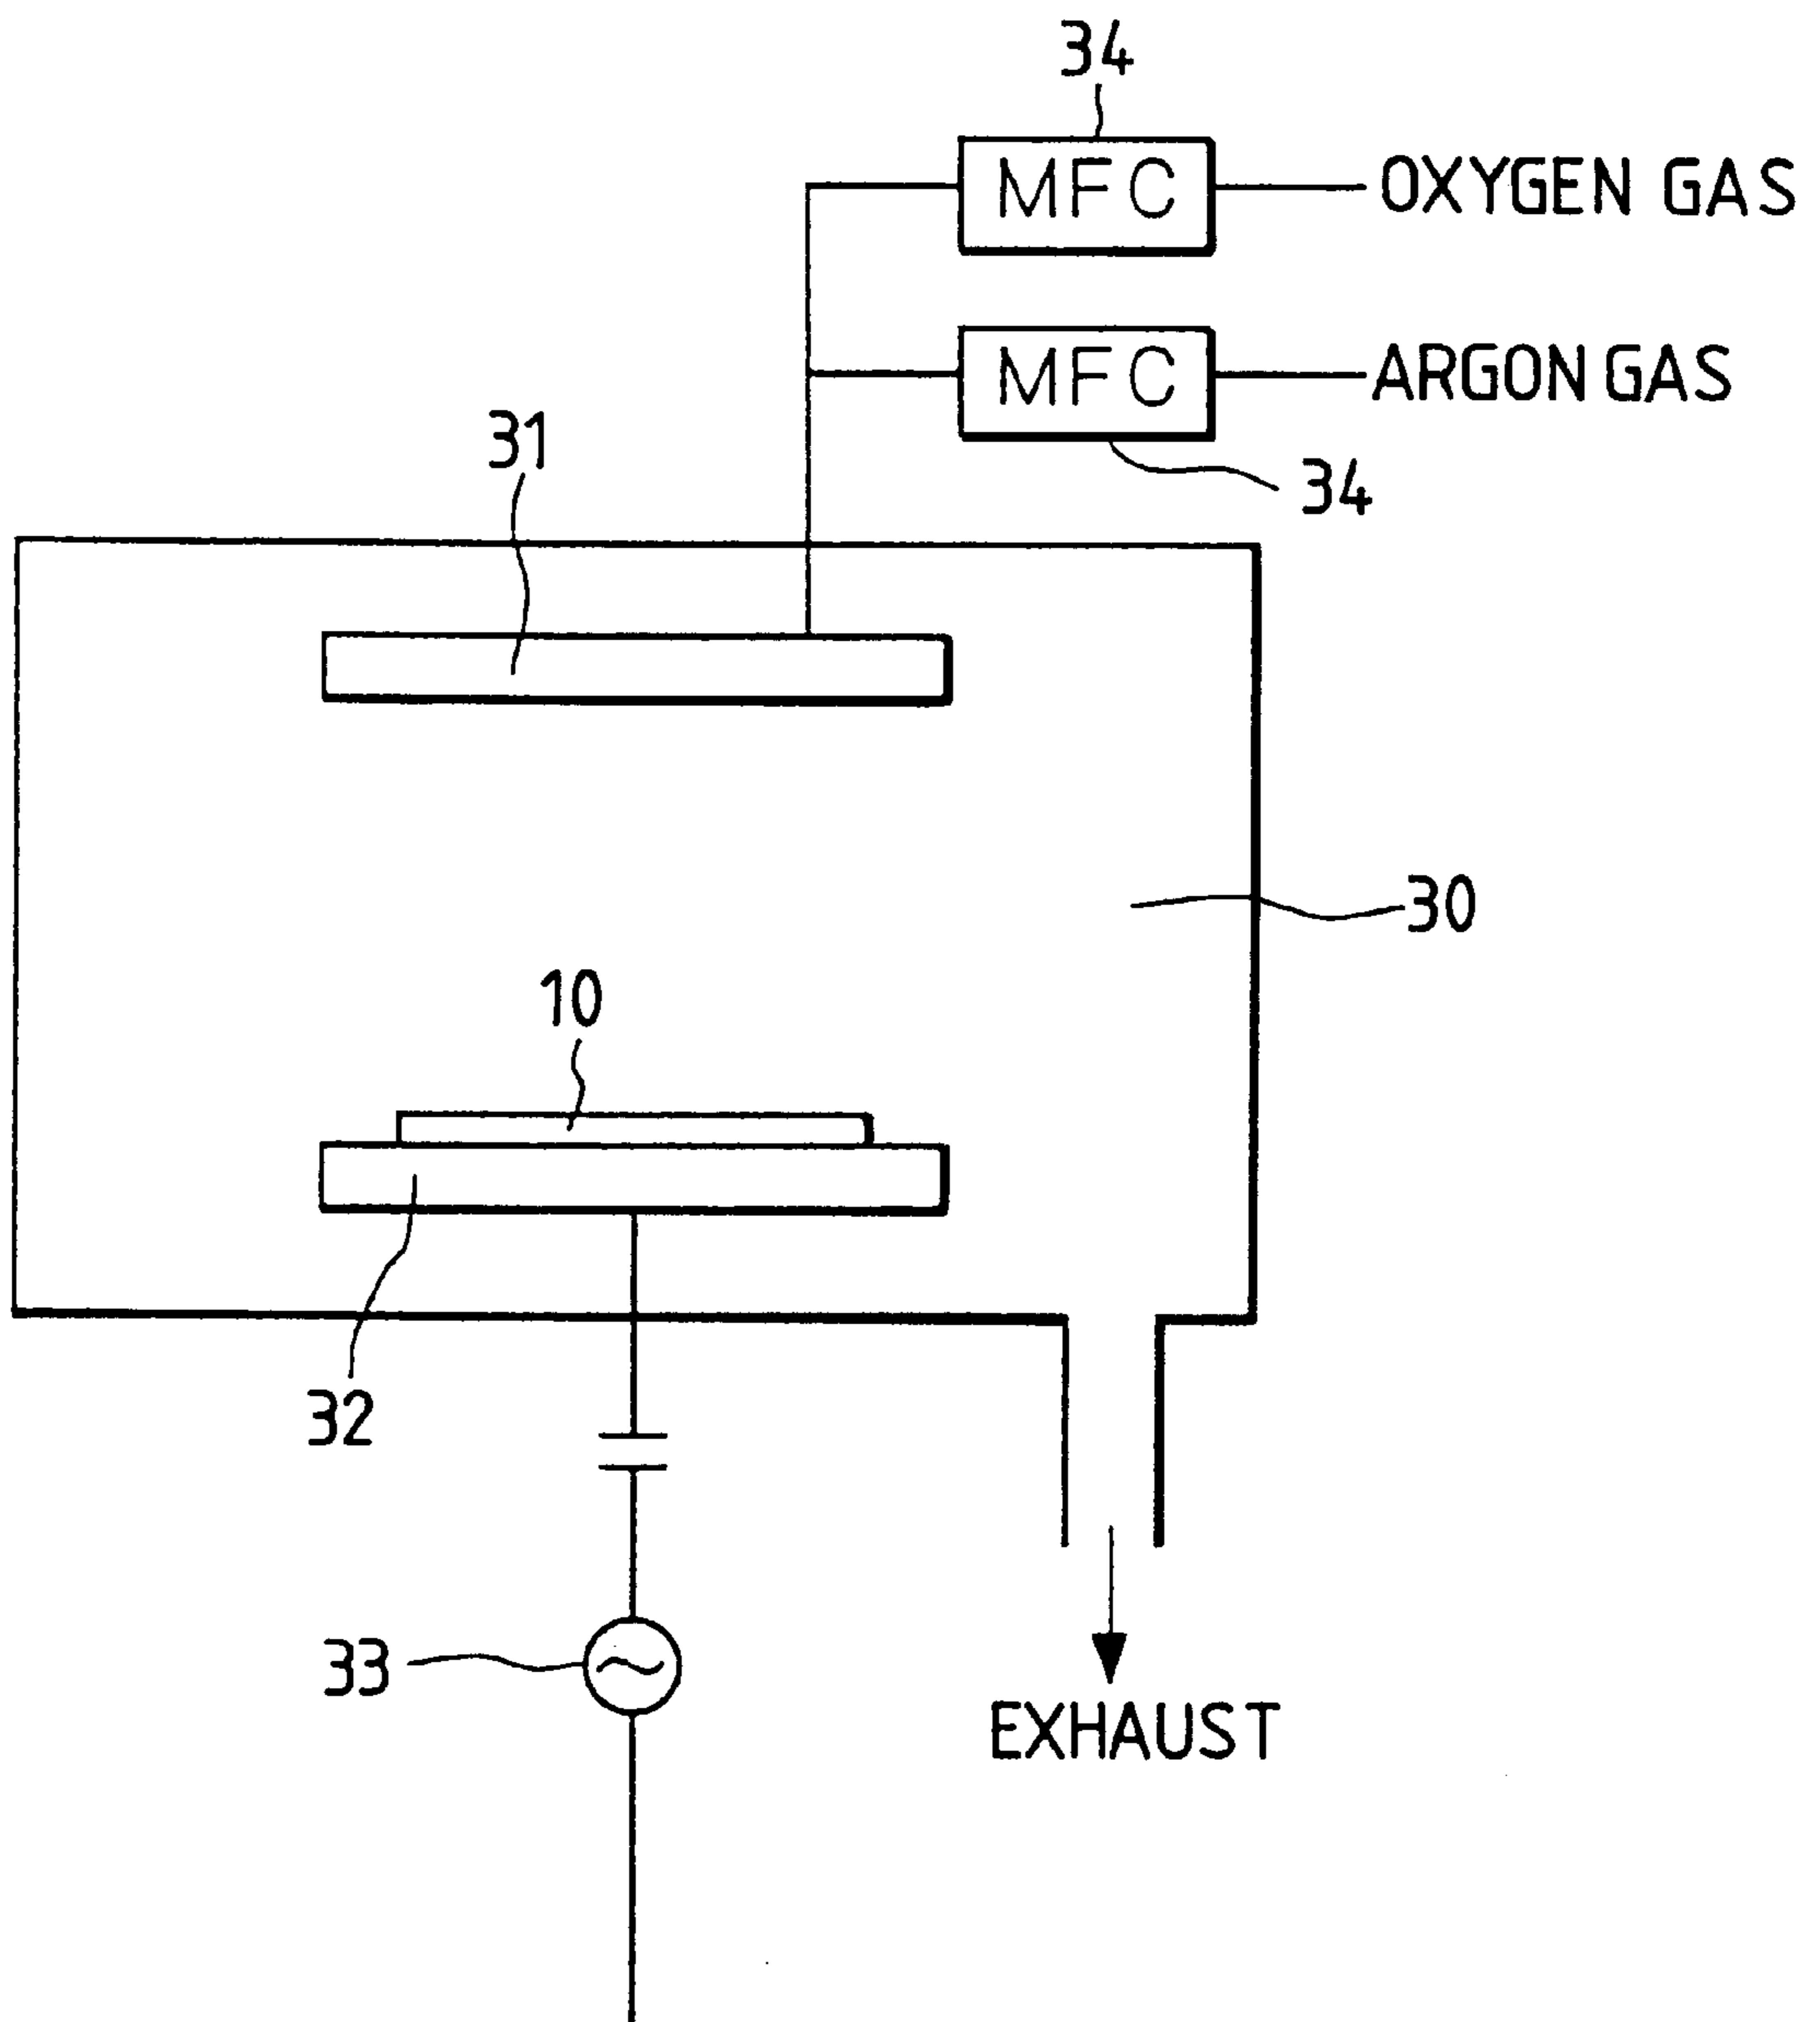 34
MFC OXYGEN GAS
MFC ARGON GAS
31
34
30
10
32
33
EXHAUST